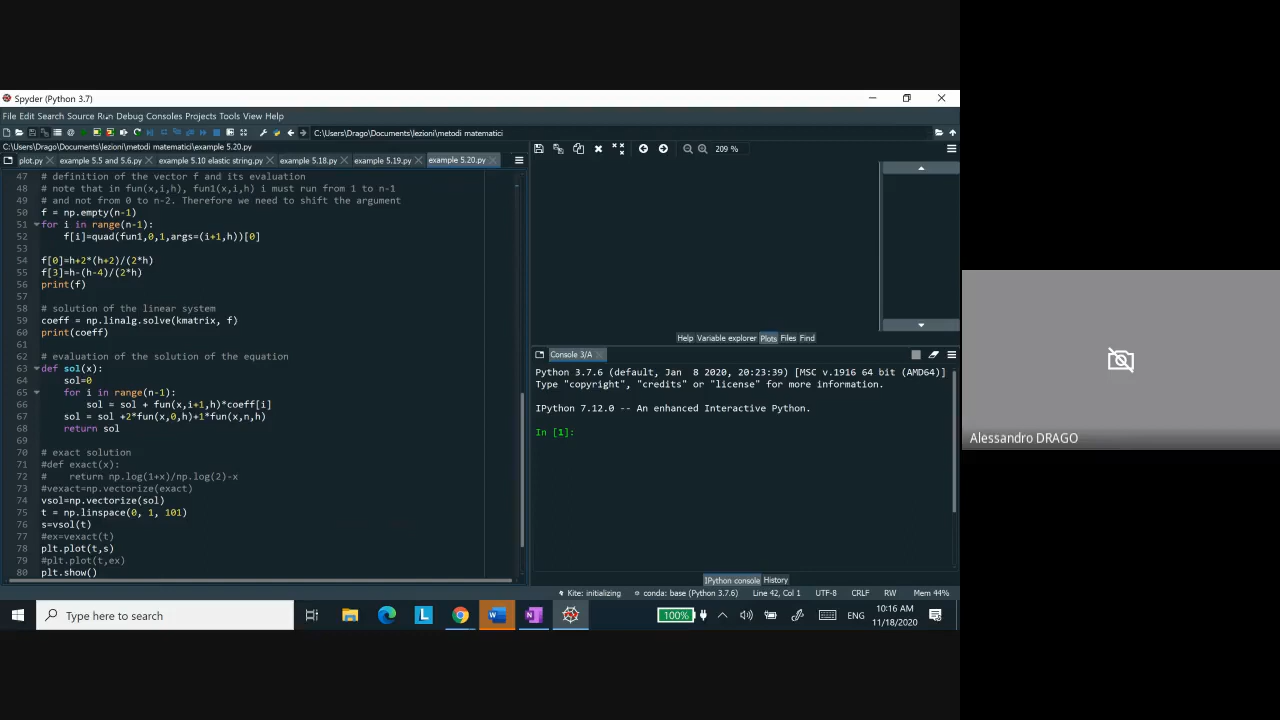 Spyder (Python 3.7)
File Edit Search Source Run Debug Consoles Projects Tools View Help
C:\Users\Drago\Documents\lezioni\metodi matematici
C:\Users\Drago\Documents\lezioni\metodi matematici\example 5.20.py
plot.py example 5.5 and 5.6.py example 5.10 elastic string.py example 5.18.py example 5.19.py example 5.20.py
47 # definition of the vector f and its evaluation
48 # note that in fun(x,i,h), fun1(x,i,h) i must run from 1 to n-1
49 # and not from 0 to n-2. Therefore we need to shift the argument
50 f = np.empty(n-1)
51 for i in range(n-1):
52 f[i]=quad(fun1,0,1,args=(i+1,h))[0]
53
54 f[0]=h+2*(h+2)/(2*h)
55 f[3]=h-(h-4)/(2*h)
56 print(f)
57
58 # solution of the linear system
59 coeff = np.linalg.solve(kmatrix, f)
60 print(coeff)
61
62 # evaluation of the solution of the equation
63 def sol(x):
64 sol=0
65 for i in range(n-1):
66 sol = sol + fun(x,i+1,h)*coeff[i]
67 sol = sol +2*fun(x,0,h)+1*fun(x,n,h)
68 return sol
69
70 # exact solution
71 #def exact(x):
72 # return np.log(1+x)/np.log(2)-x
73 #vexact=np.vectorize(exact)
74 vsol=np.vectorize(sol)
75 t = np.linspace(0, 1, 101)
76 s=vsol(t)
77 #ex=vexact(t)
78 plt.plot(t,s)
79 #plt.plot(t,ex)
80 plt.show()
209 %
Help Variable explorer Plots Files Find
Console 3/A
Python 3.7.6 (default, Jan 8 2020, 20:23:39) [MSC v.1916 64 bit (AMD64)]
Type "copyright", "credits" or "license" for more information.
IPython 7.12.0 -- An enhanced Interactive Python.
In [1]:
IPython console History
Kite: initializing conda: base (Python 3.7.6) Line 42, Col 1 UTF-8 CRLF RW Mem 44%
Type here to search
100%
ENG
10:16 AM
11/18/2020
Alessandro DRAGO